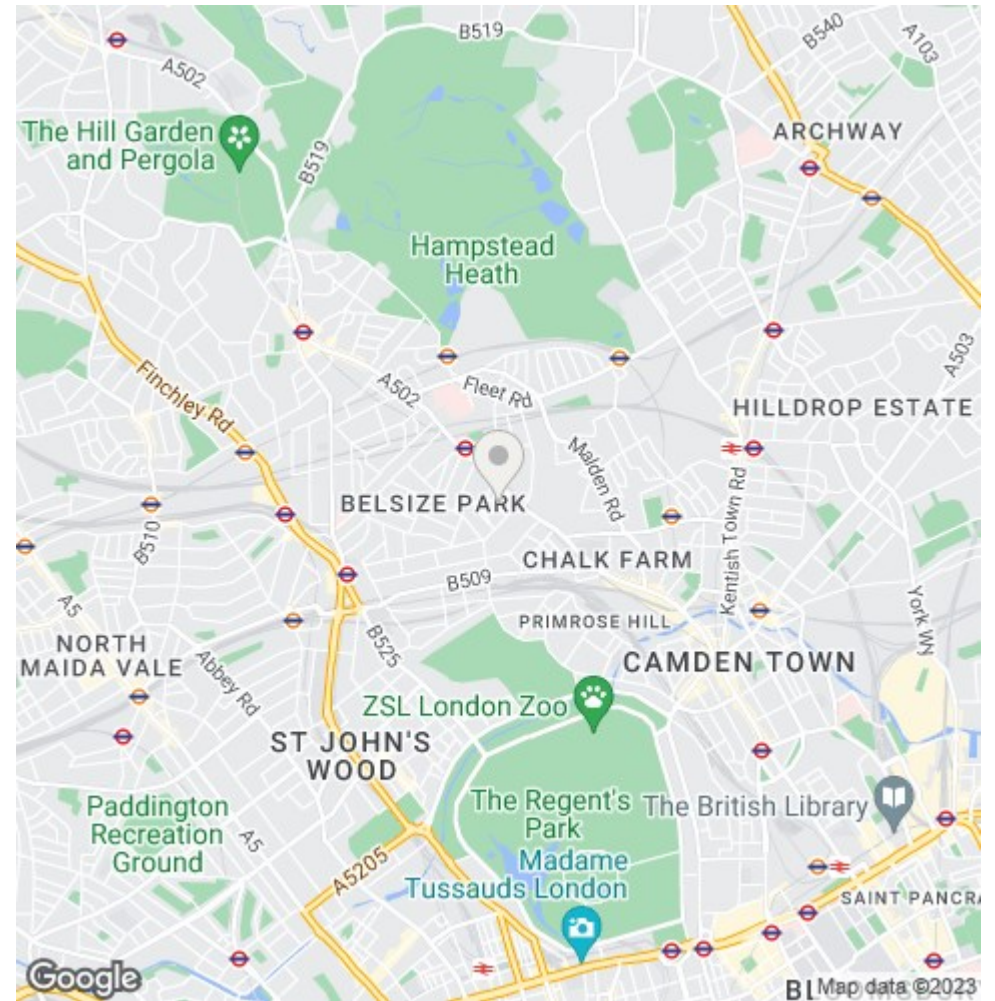 B519
B540
A103
A502
The Hill Garden
and Pergola
B519
ARCHWAY
Hampstead
Heath
Finchley Rd
A502
Fleet Rd
A503
HILLDROP ESTATE
Malden Rd
Kentish Town Rd
BELSIZE PARK
B510
CHALK FARM
B509
A5
York Wy
PRIMROSE HILL
NORTH
MAIDA VALE
Abbey Rd
B525
CAMDEN TOWN
ZSL London Zoo
ST JOHN'S
WOOD
The Regent's
Park
The British Library
Paddington
Recreation
Ground
A5
A5205
Madame
Tussauds London
SAINT PANCRA
Google
BL
Map data ©2023